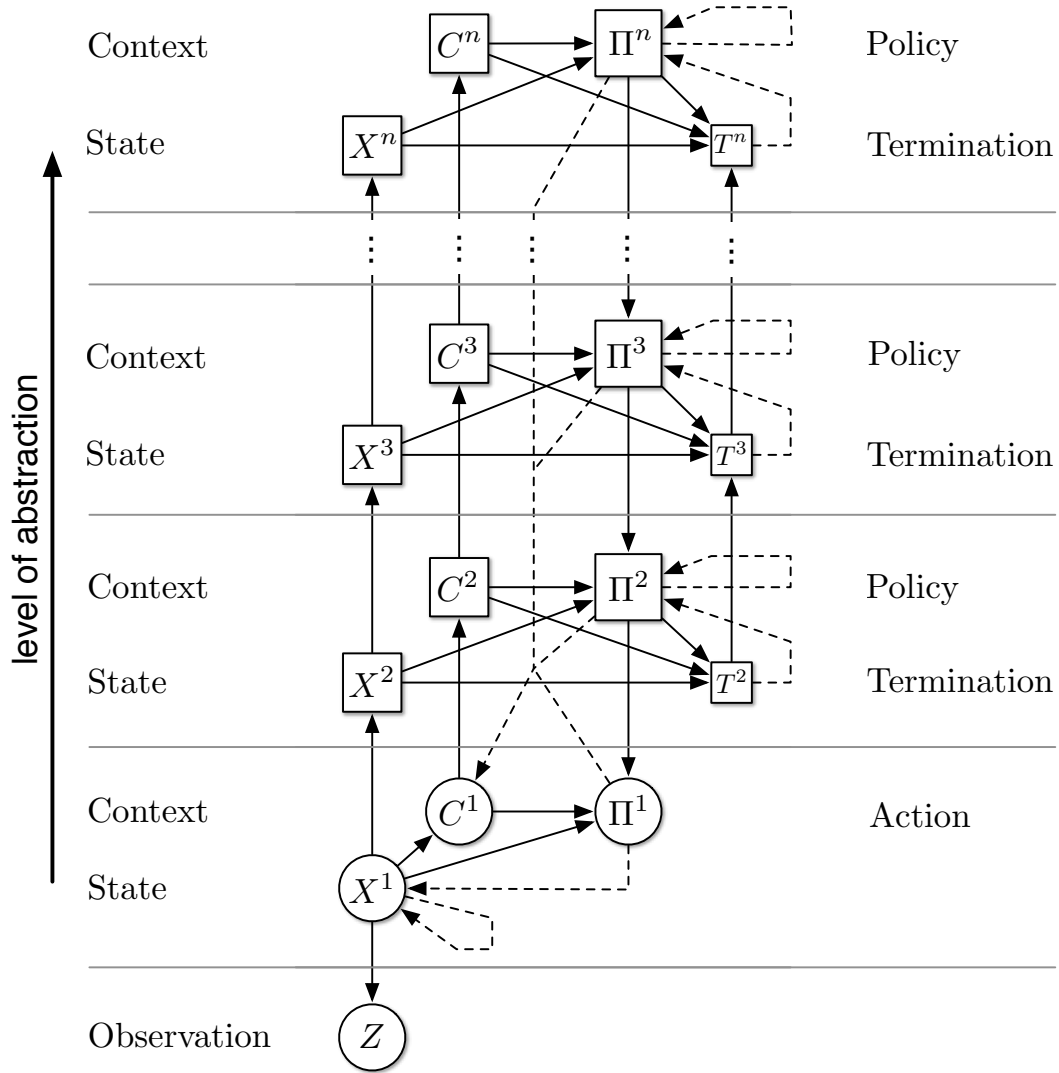 Context C^n Π^n Policy
State X^n T^n Termination
⋮ ⋮ ⋮ ⋮ ⋮
Context C^3 Π^3 Policy
State X^3 T^3 Termination
level of abstraction
Context C^2 Π^2 Policy
State X^2 T^2 Termination
Context C^1 Π^1 Action
State X^1
Observation Z